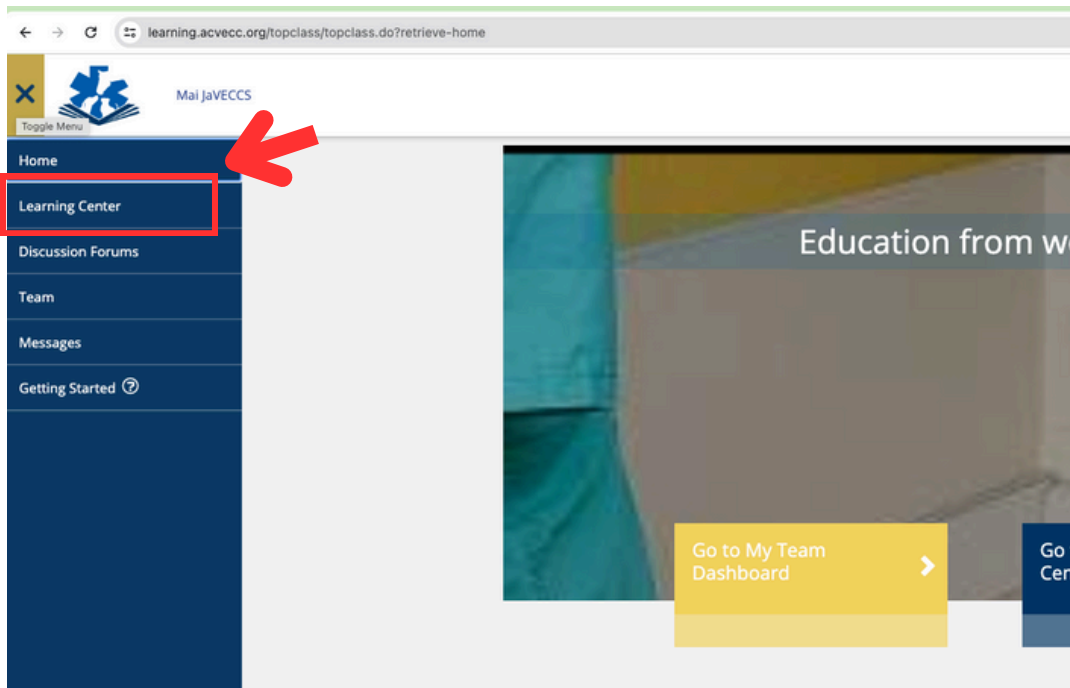 learning.acvecc.org/topclass/topclass.do?retrieve-home
Mai JaVECCS
Toggle Menu
Home
Learning Center
Discussion Forums
Team
Messages
Getting Started ?
Education from w
Go to My Team
Dashboard
Go
Cer